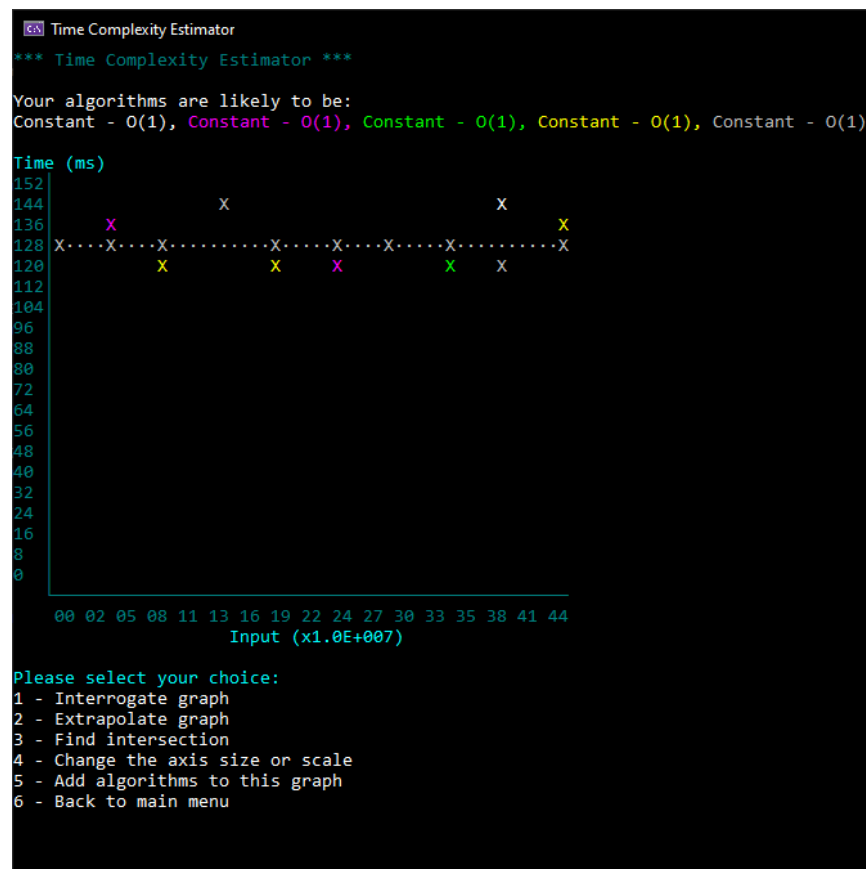 Time Complexity Estimator
*** Time Complexity Estimator ***
Your algorithms are likely to be:
Constant - O(1), Constant - O(1), Constant - O(1), Constant - O(1), Constant - O(1)
Time (ms)
152
144 X X
136 X X
128 X....X....X..........X.....X....X.....X..........X
120 X X X X X
112
104
96
88
80
72
64
56
48
40
32
24
16
8
0
00 02 05 08 11 13 16 19 22 24 27 30 33 35 38 41 44
Input (x1.0E+007)
Please select your choice:
1 - Interrogate graph
2 - Extrapolate graph
3 - Find intersection
4 - Change the axis size or scale
5 - Add algorithms to this graph
6 - Back to main menu